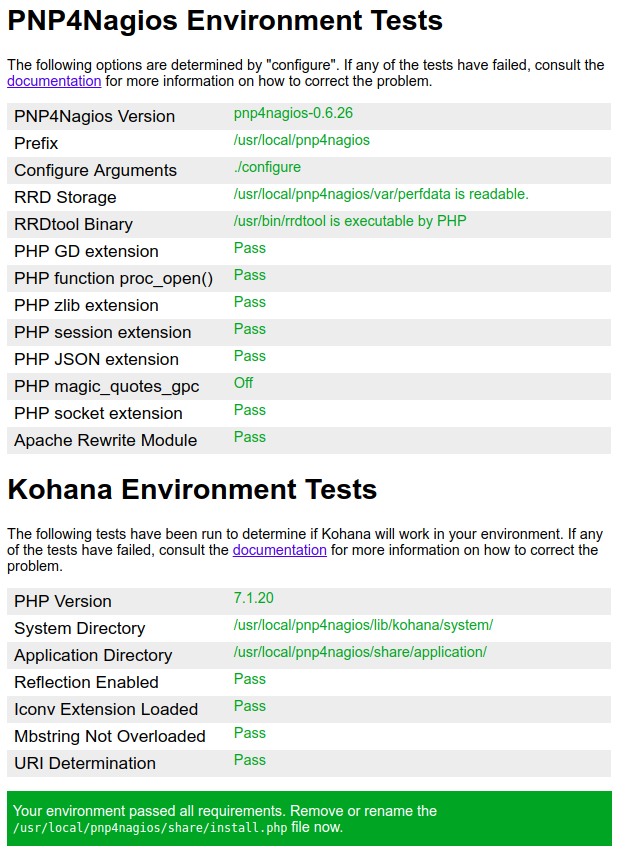 PNP4Nagios Environment Tests
The following options are determined by "configure". If any of the tests have failed, consult the
documentation for more information on how to correct the problem.
PNP4Nagios Version pnp4nagios-0.6.26
Prefix /usr/local/pnp4nagios
Configure Arguments ./configure
RRD Storage /usr/local/pnp4nagios/var/perfdata is readable.
RRDtool Binary /usr/bin/rrdtool is executable by PHP
PHP GD extension Pass
PHP function proc_open() Pass
PHP zlib extension Pass
PHP session extension Pass
PHP JSON extension Pass
PHP magic_quotes_gpc Off
PHP socket extension Pass
Apache Rewrite Module Pass
Kohana Environment Tests
The following tests have been run to determine if Kohana will work in your environment. If any
of the tests have failed, consult the documentation for more information on how to correct the
problem.
PHP Version 7.1.20
System Directory /usr/local/pnp4nagios/lib/kohana/system/
Application Directory /usr/local/pnp4nagios/share/application/
Reflection Enabled Pass
Iconv Extension Loaded Pass
Mbstring Not Overloaded Pass
URI Determination Pass
Your environment passed all requirements. Remove or rename the
/usr/local/pnp4nagios/share/install.php file now.